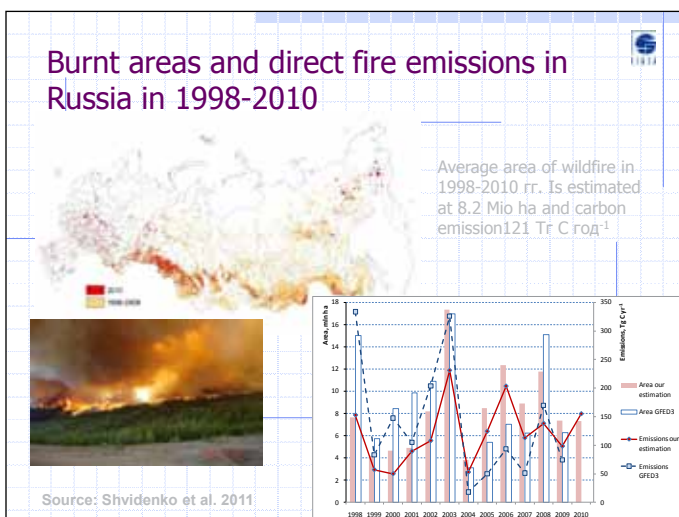 Burnt areas and direct fire emissions in
Russia in 1998-2010
IIASA
Average area of wildfire in
1998-2010 гг. Is estimated
at 8.2 Mio ha and carbon
emission121 Тг С год-1
2010
1998-2009
Area, mln ha
18
16
14
12
10
8
6
4
2
0
350
300
250
200
150
100
50
0
Emissions, Tg C yr-1
1998 1999 2000 2001 2002 2003 2004 2005 2006 2007 2008 2009 2010
Area our
estimation
Area GFED3
Emissions our
estimation
Emissions
GFED3
Source: Shvidenko et al. 2011